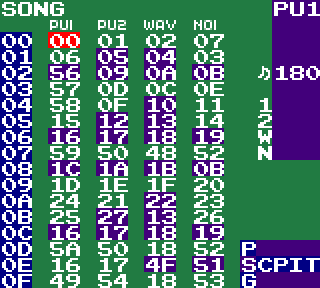 SONG PU1
PU1 PU2 WAV NOI
00 00 01 02 07
01 06 05 04 03
02 56 09 0A 0B ♪180
03 57 0D 0C 0E
04 58 0F 10 11 1
05 15 12 13 14 2
06 16 17 18 19 W
07 59 50 48 52 N
08 1C 1A 1B 0B
09 1D 1E 1F 20
0A 24 21 22 23
0B 25 27 13 26
0C 16 17 18 19
0D 5A 50 18 52 P
0E 16 17 4F 51 SCPIT
0F 49 54 18 53 G